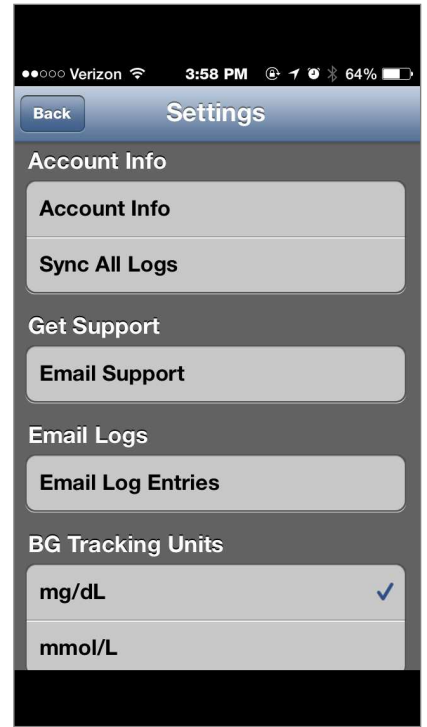 Verizon 3:58 PM 64%
Back Settings
Account Info
Account Info
Sync All Logs
Get Support
Email Support
Email Logs
Email Log Entries
BG Tracking Units
mg/dL
mmol/L